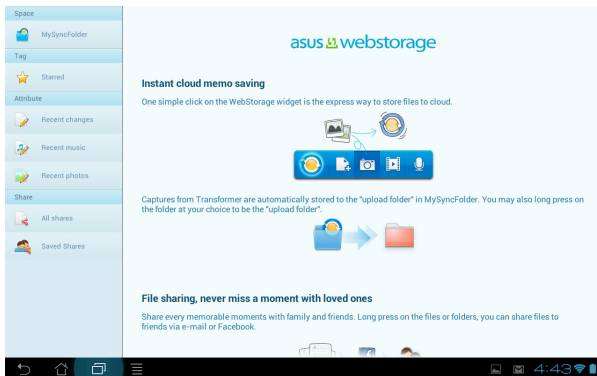 Space
MySyncFolder
Tag
Starred
Attribute
Recent changes
Recent music
Recent photos
Share
All shares
Saved Shares
asus webstorage
Instant cloud memo saving
One simple click on the WebStorage widget is the express way to store files to cloud.
Captures from Transformer are automatically stored to the "upload folder" in MySyncFolder. You may also long press on
the folder at your choice to be the "upload folder".
File sharing, never miss a moment with loved ones
Share every memorable moments with family and friends. Long press on the files or folders, you can share files to
friends via e-mail or Facebook.
4:43